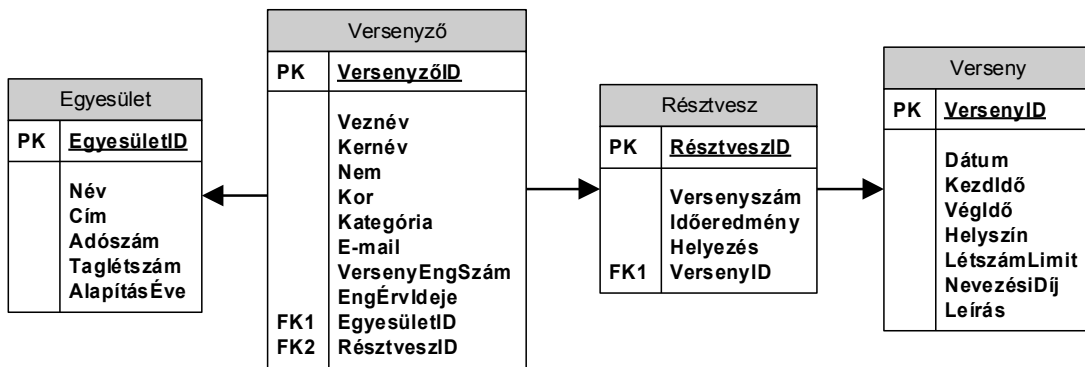 Egyesület
PK EgyesületID
Név
Cím
Adószám
Taglétszám
AlapításÉve
Versenyző
PK VersenyzőID
Veznév
Kernév
Nem
Kor
Kategória
E-mail
VersenyEngSzám
EngÉrvIdeje
FK1 EgyesületID
FK2 RésztveszID
Résztvesz
PK RésztveszID
Versenyszám
Időeredmény
Helyezés
FK1 VersenyID
Verseny
PK VersenyID
Dátum
KezdIdő
VégIdő
Helyszín
LétszámLimit
NevezésiDíj
Leírás